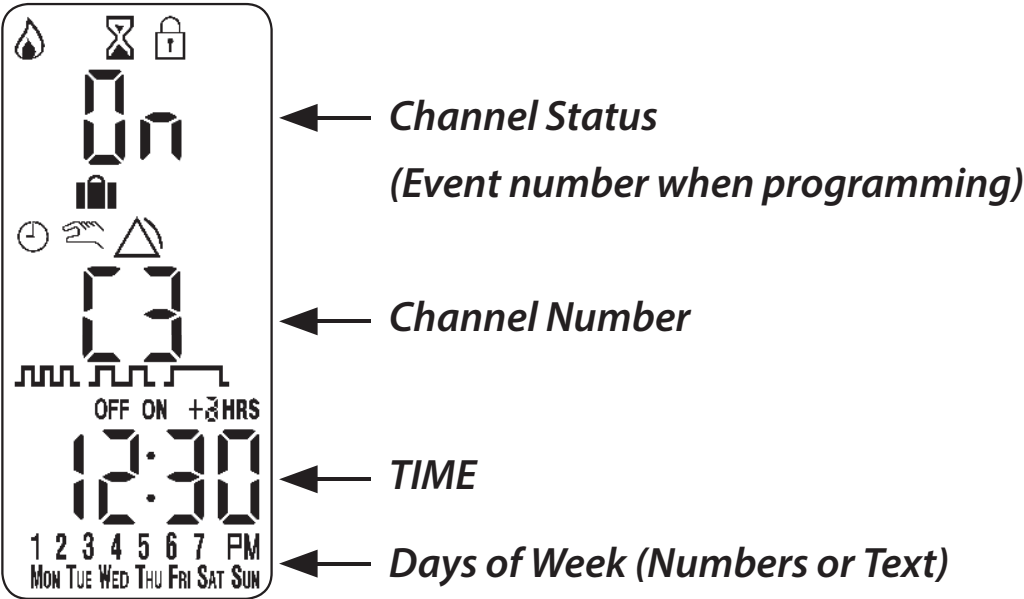 On
Channel Status
(Event number when programming)
C3
Channel Number
OFF ON +3HRS
12:30
TIME
1 2 3 4 5 6 7 PM
MON TUE WED THU FRI SAT SUN
Days of Week (Numbers or Text)